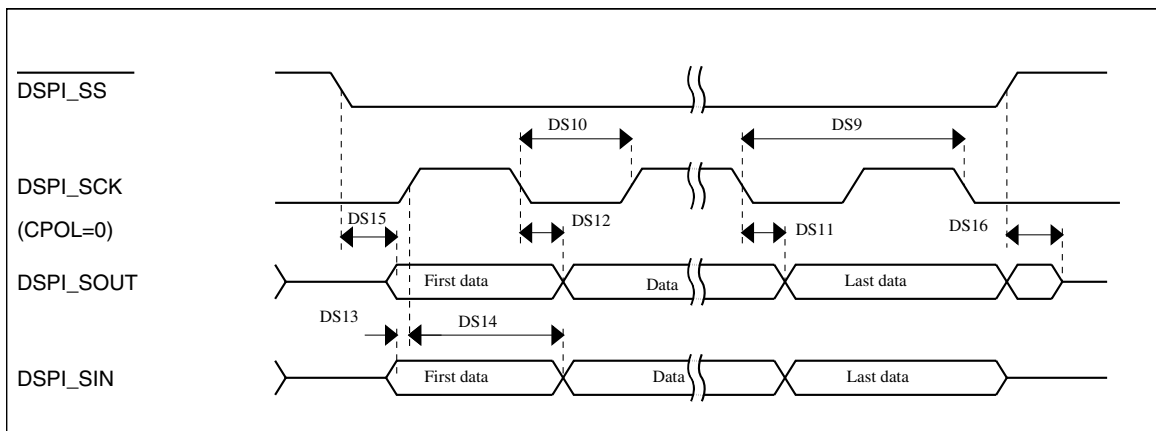 DSPI_SS
DS10
DS9
DSPI_SCK
(CPOL=0)
DS15
DS12
DS11
DS16
DSPI_SOUT
First data
Data
Last data
DS13
DS14
DSPI_SIN
First data
Data
Last data